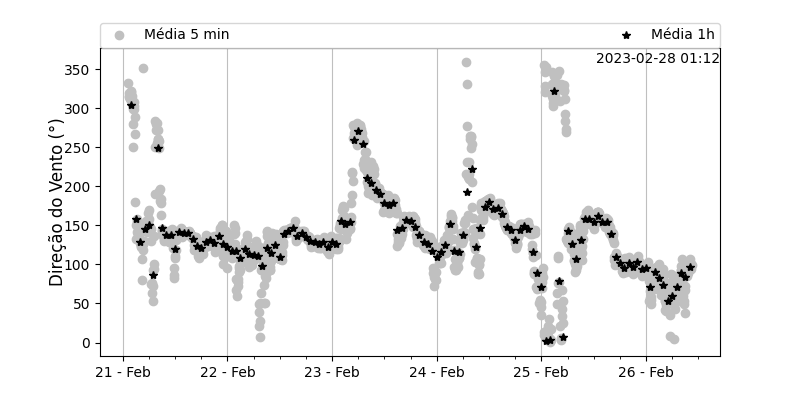 Média 5 min
Média 1h
2023-02-28 01:12
Direção do Vento (°)
350
300
250
200
150
100
50
0
21 - Feb
22 - Feb
23 - Feb
24 - Feb
25 - Feb
26 - Feb